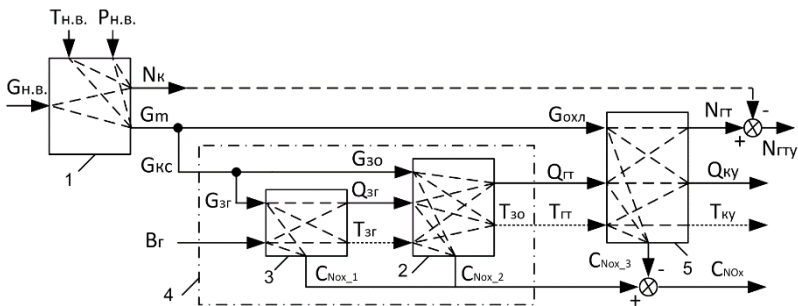 Tн.в. Pн.в.
Gн.в.
Nк
-
Gт
Gохл
Nгт
+
Nгту
1
Gкс
Gзо
Qгт
Qку
Gзг
Qзг
Tзо
Tгт
Tку
Bг
Tзг
4
3
2
5
CNox_1
CNox_2
CNox_3
-
+
CNOx